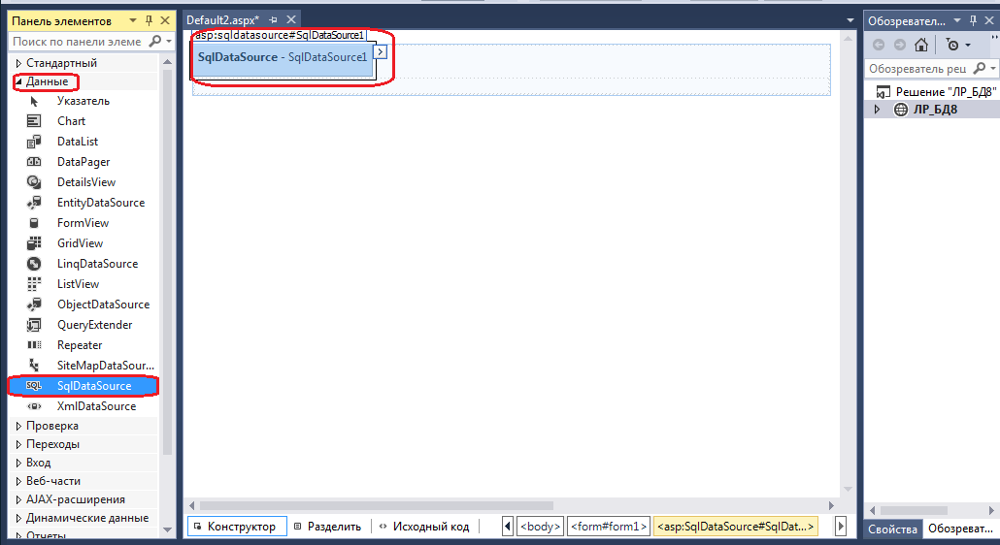 Панель элементов
Поиск по панели элеме
Стандартный
Данные
Указатель
Chart
DataList
DataPager
DetailsView
EntityDataSource
FormView
GridView
LinqDataSource
ListView
ObjectDataSource
QueryExtender
Repeater
SiteMapDataSour...
SQL SqlDataSource
XmlDataSource
Проверка
Переходы
Вход
Веб-части
AJAX-расширения
Динамические данные
Отчеты
Default2.aspx*
asp:sqldatasource#SqlDataSource1
SqlDataSource - SqlDataSource1
Конструктор
Разделить
Исходный код
<body>
<form#form1>
<asp:SqlDataSource#SqlDat...>
Обозревател...
Обозреватель реш
Решение "ЛР_БД8"
ЛР_БД8
Свойства
Обозреват...